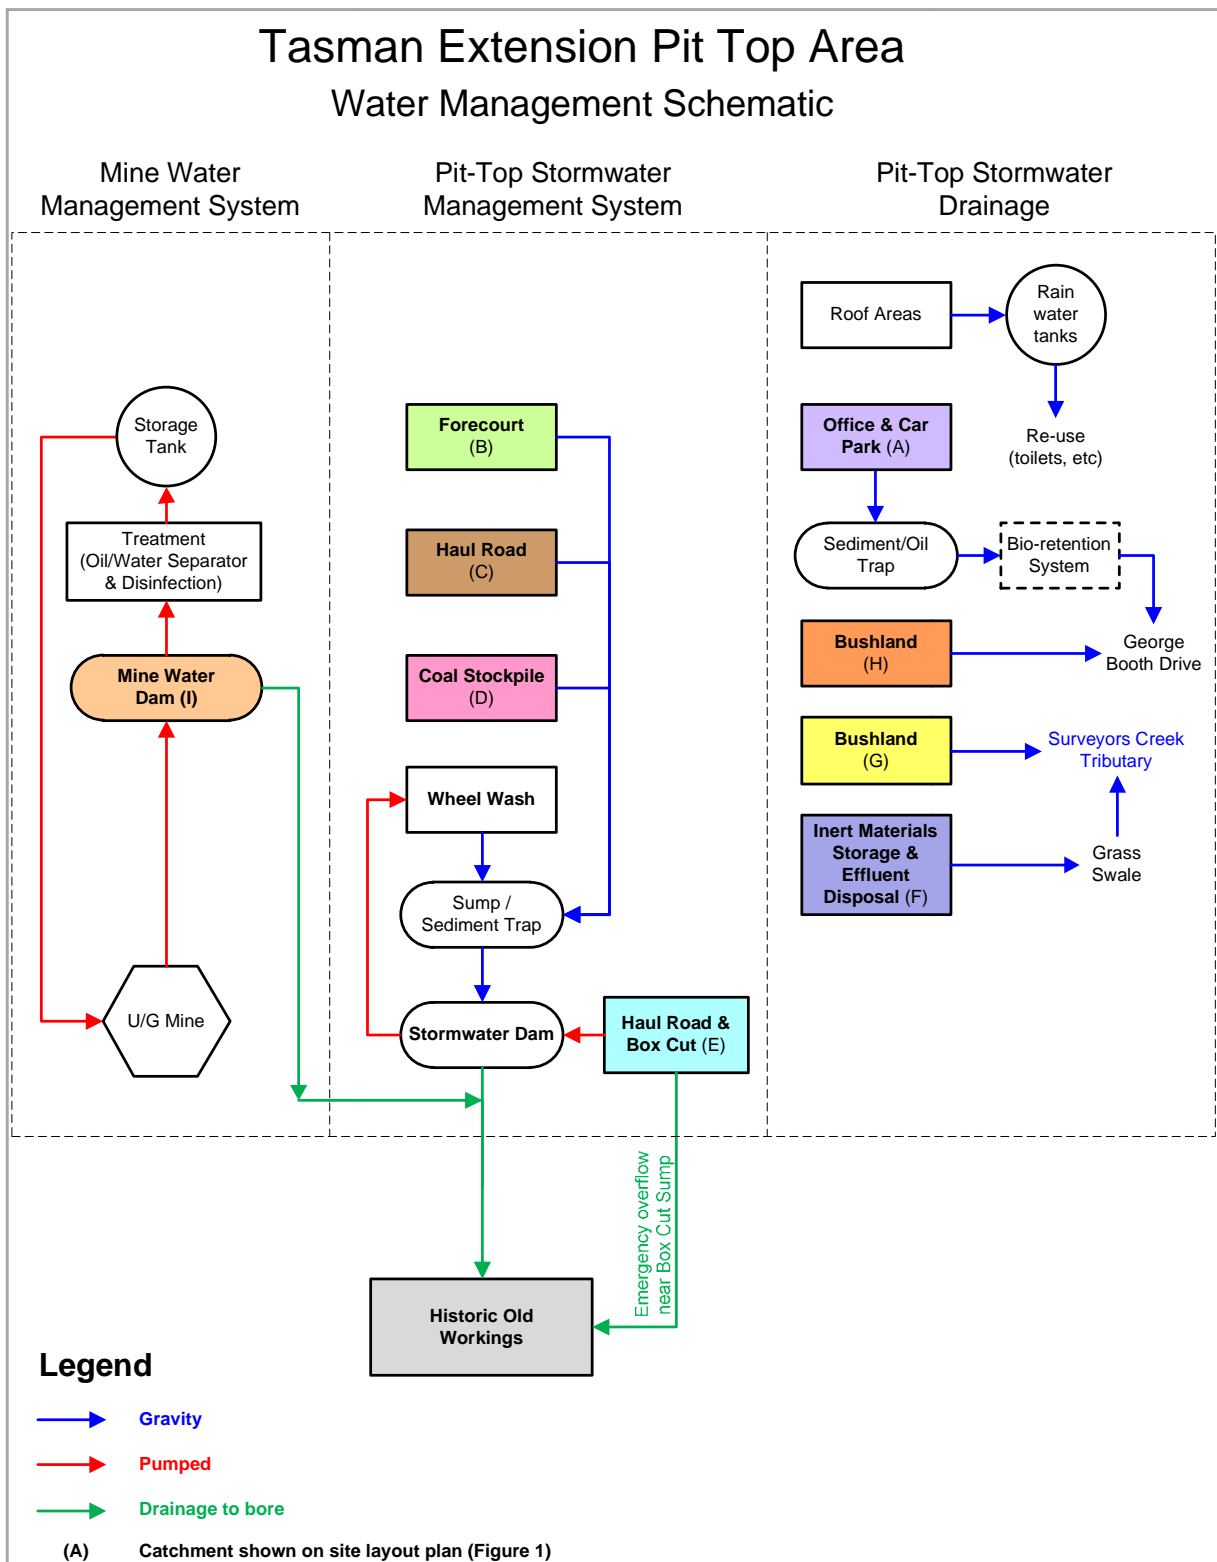 Tasman Extension Pit Top Area
Water Management Schematic
Mine Water
Management System
Pit-Top Stormwater
Management System
Pit-Top Stormwater
Drainage
Storage
Tank
Treatment
(Oil/Water Separator
& Disinfection)
Mine Water
Dam (I)
U/G Mine
Forecourt
(B)
Haul Road
(C)
Coal Stockpile
(D)
Wheel Wash
Sump /
Sediment Trap
Stormwater Dam
Haul Road &
Box Cut (E)
Roof Areas
Rain
water
tanks
Re-use
(toilets, etc)
Office & Car
Park (A)
Sediment/Oil
Trap
Bio-retention
System
Bushland
(H)
George
Booth Drive
Bushland
(G)
Surveyors Creek
Tributary
Inert Materials
Storage &
Effluent
Disposal (F)
Grass
Swale
Emergency overflow
near Box Cut Sump
Historic Old
Workings
Legend
Gravity
Pumped
Drainage to bore
(A) Catchment shown on site layout plan (Figure 1)